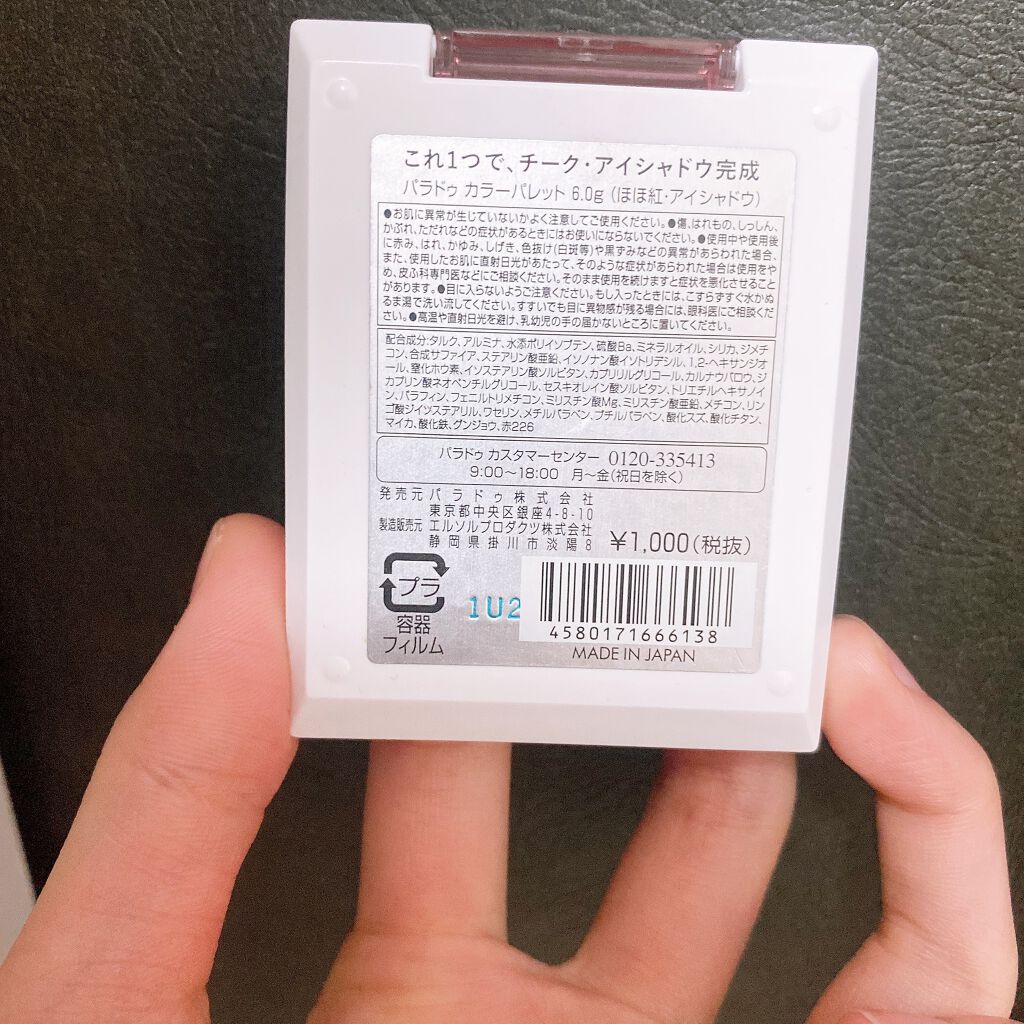 これ1つで、チーク・アイシャドウ完成
パラドゥ カラーパレット 6.0g (ほほ紅・アイシャドウ)
●お肌に異常が生じていないかよく注意してご使用ください。●傷、はれもの、しっしん、
かぶれ、ただれなどの症状があるときにはお使いにならないでください。●使用中や使用後
に赤み、はれ、かゆみ、しげき、色抜け(白斑等)や黒ずみなどの異常があらわれた場合、
また、使用したお肌に直射日光があたって、そのような症状があらわれた場合は使用をや
め、皮ふ科専門医などにご相談ください。そのまま使用を続けますと症状を悪化させること
があります。●目に入らないようご注意ください。もし入ったときには、こすらずすぐ水かぬ
るま湯で洗い流してください。すすいでも目に異物感が残る場合には、眼科医にご相談くだ
さい。●高温や直射日光を避け、乳幼児の手の届かないところに置いてください。
配合成分:タルク、アルミナ、水添ポリイソブテン、硫酸Ba、ミネラルオイル、シリカ、ジメチ
コン、合成サファイア、ステアリン酸亜鉛、イソノナン酸イソトリデシル、1,2-ヘキサンジオ
ール、窒化ホウ素、イソステアリン酸ソルビタン、カプリリルグリコール、カルナウバロウ、ジ
カプリン酸ネオペンチルグリコール、セスキオレイン酸ソルビタン、トリエチルヘキサノイ
ン、パラフィン、フェニルトリメチコン、ミリスチン酸Mg、ミリスチン酸亜鉛、メチコン、リン
ゴ酸ジイソステアリル、ワセリン、メチルパラベン、ブチルパラベン、酸化スズ、酸化チタン、
マイカ、酸化鉄、グンジョウ、赤226
パラドゥ カスタマーセンター 0120-335413
9:00～18:00 月～金(祝日を除く)
発売元 パラドゥ株式会社
東京都中央区銀座4-8-10
製造販売元 エルソルプロダクツ株式会社
静岡県掛川市淡陽8
¥1,000(税抜)
プラ
容器
フィルム
1U2
4580171666138
MADE IN JAPAN